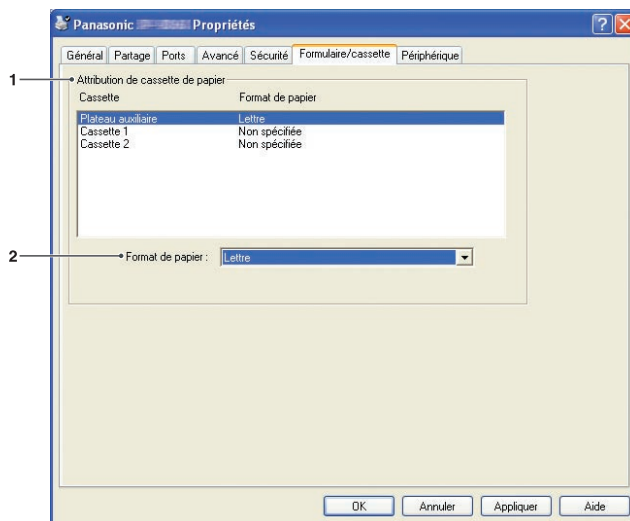 Panasonic Propriétés
Général Partage Ports Avancé Sécurité Formulaire/cassette Périphérique
1 Attribution de cassette de papier
Cassette Format de papier
Plateau auxiliaire Lettre
Cassette 1 Non spécifiée
Cassette 2 Non spécifiée
2 Format de papier : Lettre
OK Annuler Appliquer Aide